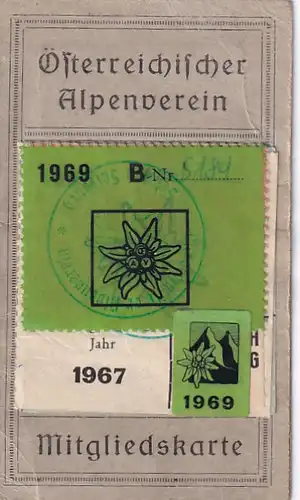 Österreichischer
Alpenverein
1969 B-Nr.
Jahr
1967
H
G
1969
Mitgliedskarte